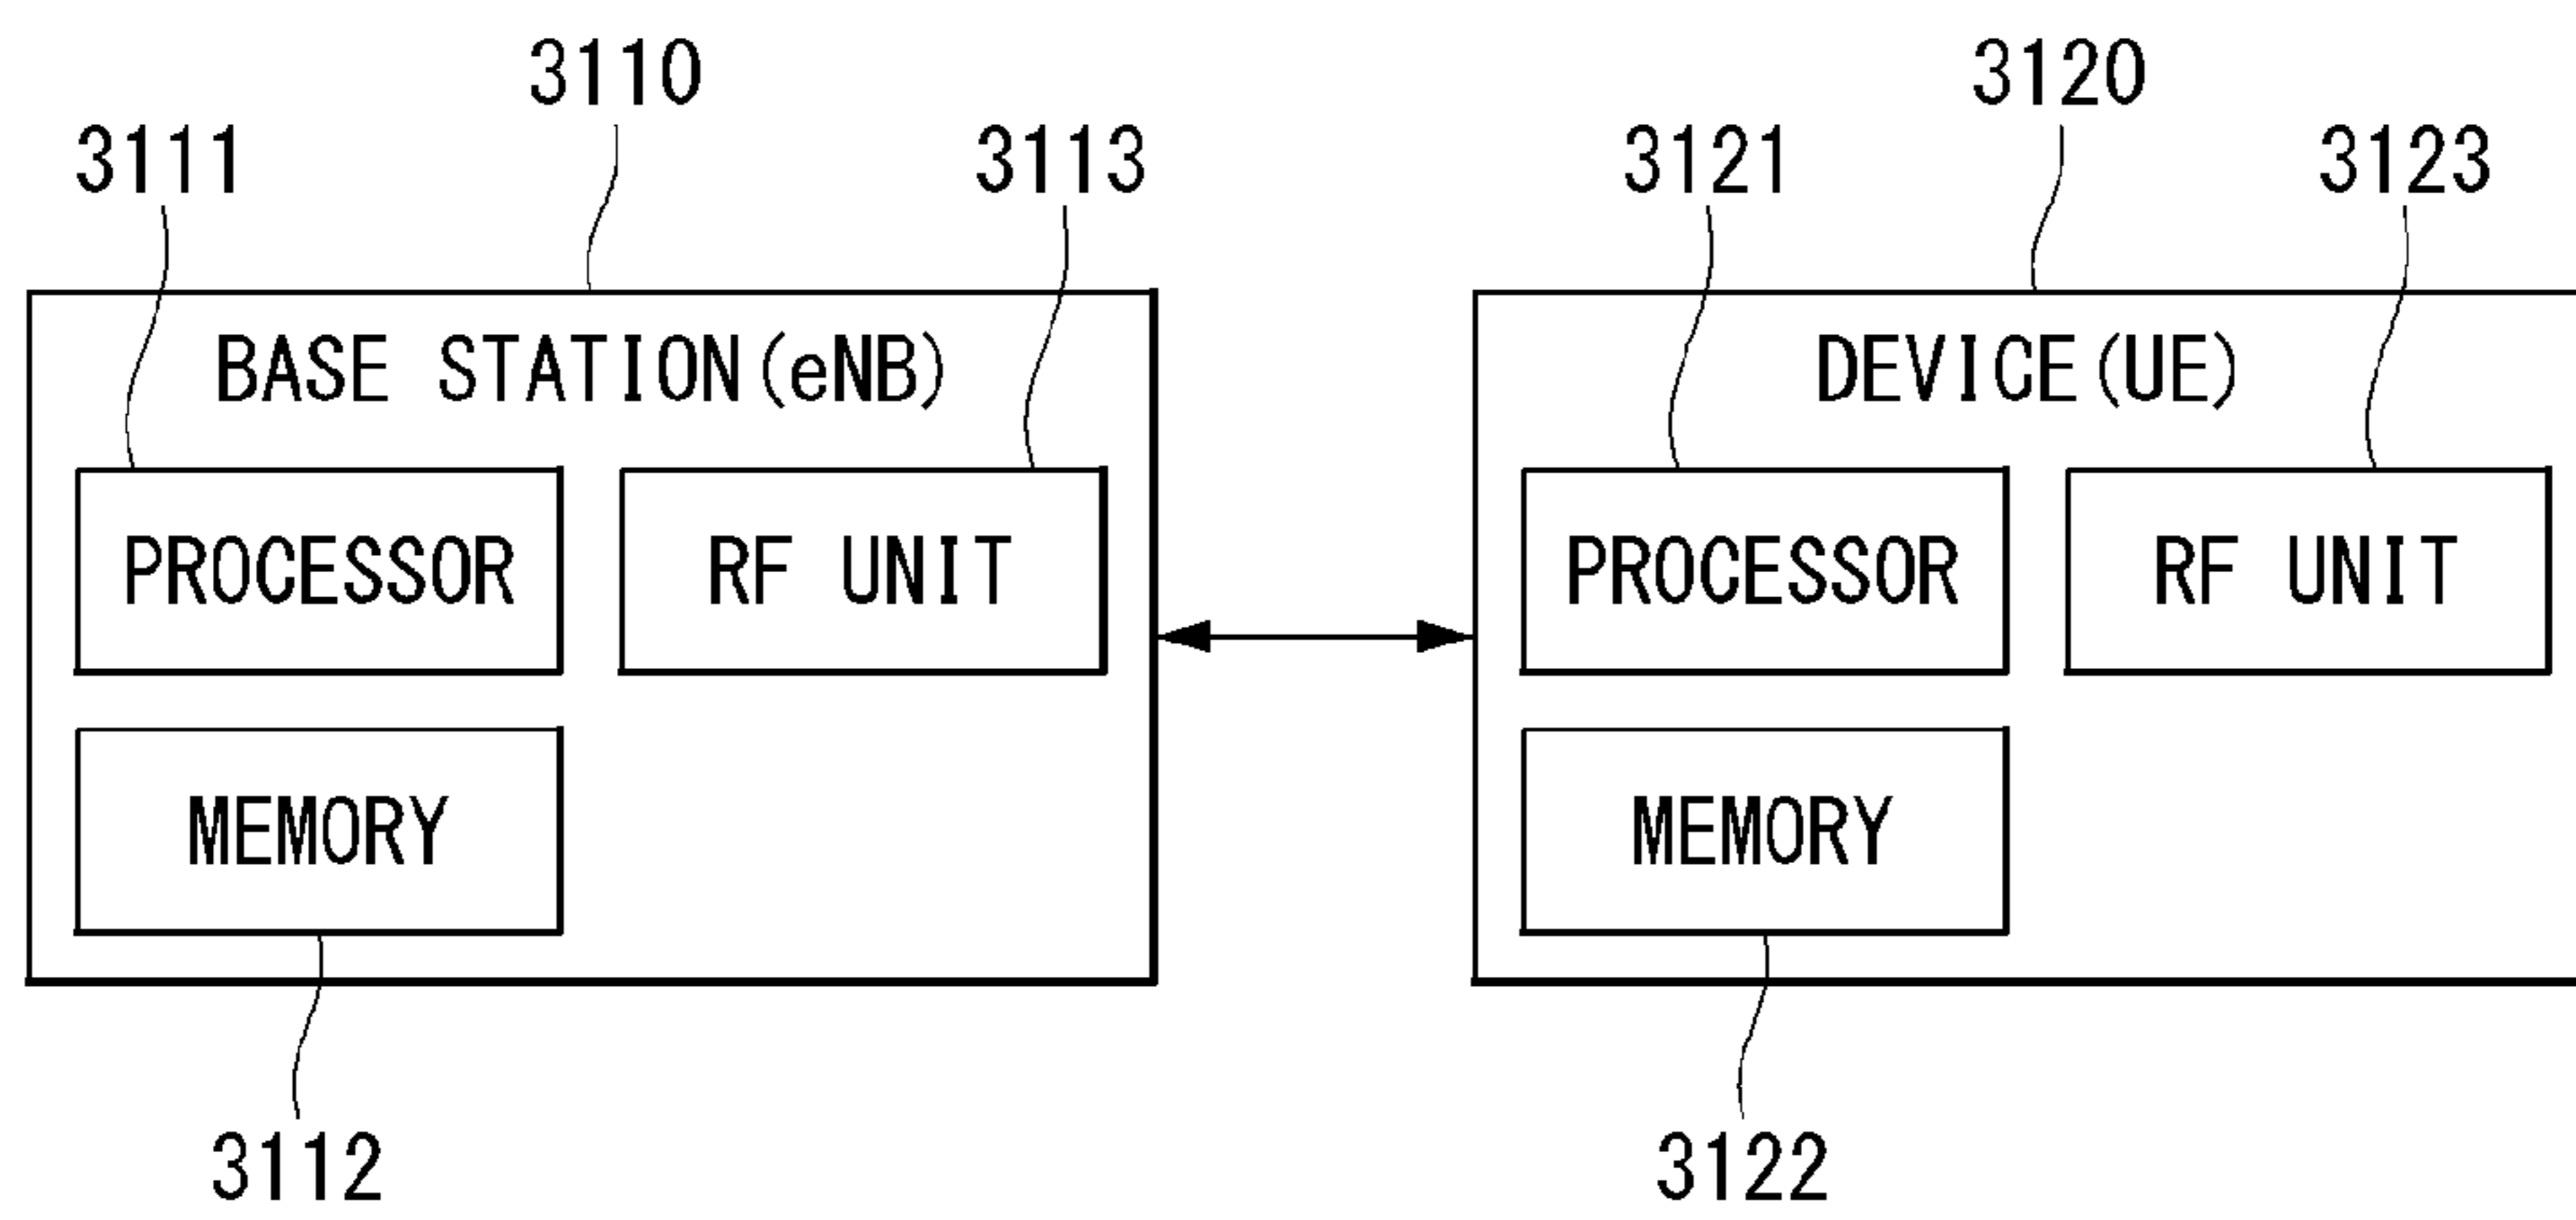 3110
3120
3111
3113
3121
3123
BASE STATION(eNB)
DEVICE(UE)
PROCESSOR
RF UNIT
PROCESSOR
RF UNIT
MEMORY
MEMORY
3112
3122